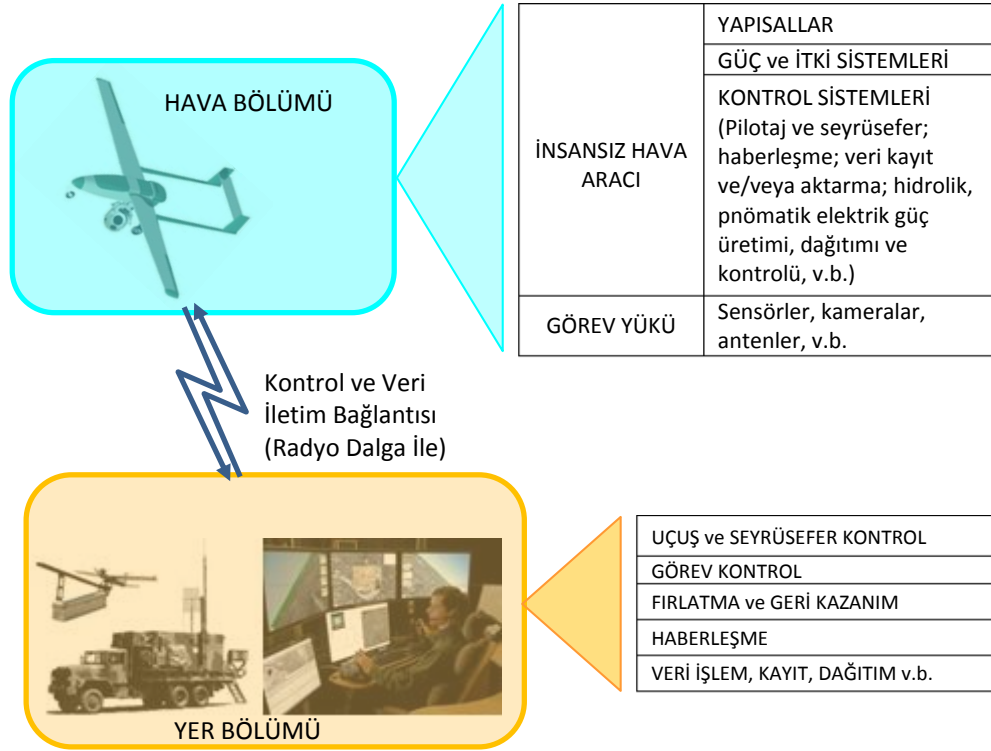 HAVA BÖLÜMÜ
İNSANSIZ HAVA
ARACI
YAPISALLAR
GÜÇ ve İTKİ SİSTEMLERİ
KONTROL SİSTEMLERİ
(Pilotaj ve seyrüsefer;
haberleşme; veri kayıt
ve/veya aktarma; hidrolik,
pnömatik elektrik güç
üretimi, dağıtımı ve
kontrolü, v.b.)
GÖREV YÜKÜ
Sensörler, kameralar,
antenler, v.b.
Kontrol ve Veri
İletim Bağlantısı
(Radyo Dalga İle)
YER BÖLÜMÜ
UÇUŞ ve SEYRÜSEFER KONTROL
GÖREV KONTROL
FIRLATMA ve GERİ KAZANIM
HABERLEŞME
VERİ İŞLEM, KAYIT, DAĞITIM v.b.